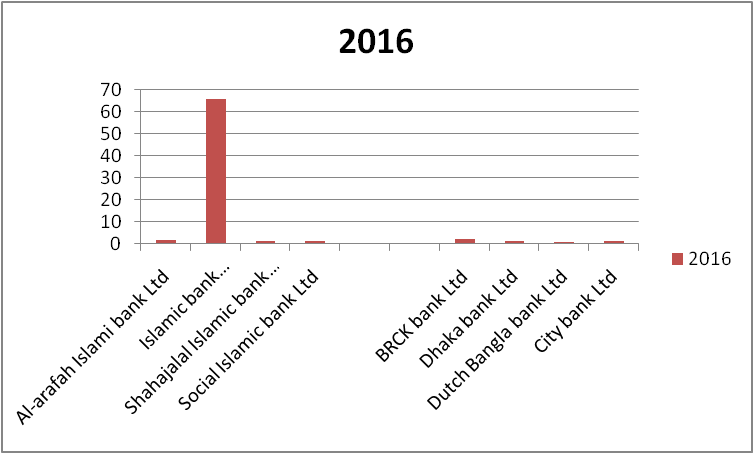 2016
70
60
50
40
30
20
10
0
Al-arafah Islami bank Ltd
Islamic bank...
Shahajalal Islamic bank...
Social Islamic bank Ltd
BRCK bank Ltd
Dhaka bank Ltd
Dutch Bangla bank Ltd
City bank Ltd
2016